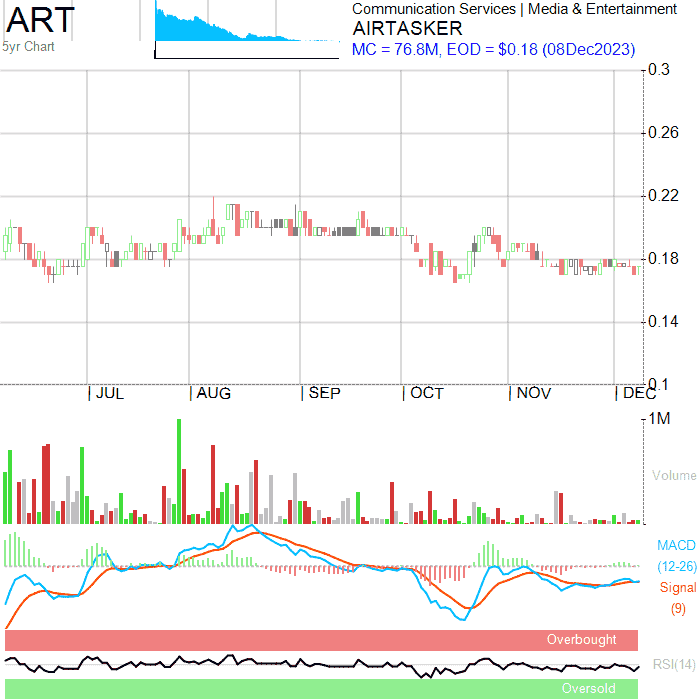 ART
5yr Chart
Communication Services | Media & Entertainment
AIRTASKER
MC = 76.8M, EOD = $0.18 (08Dec2023)
0.3
0.26
0.22
0.18
0.14
0.1
| JUL | AUG | SEP | OCT | NOV | DEC
1M
Volume
MACD
(12-26)
Signal
(9)
Overbought
RSI(14)
Oversold